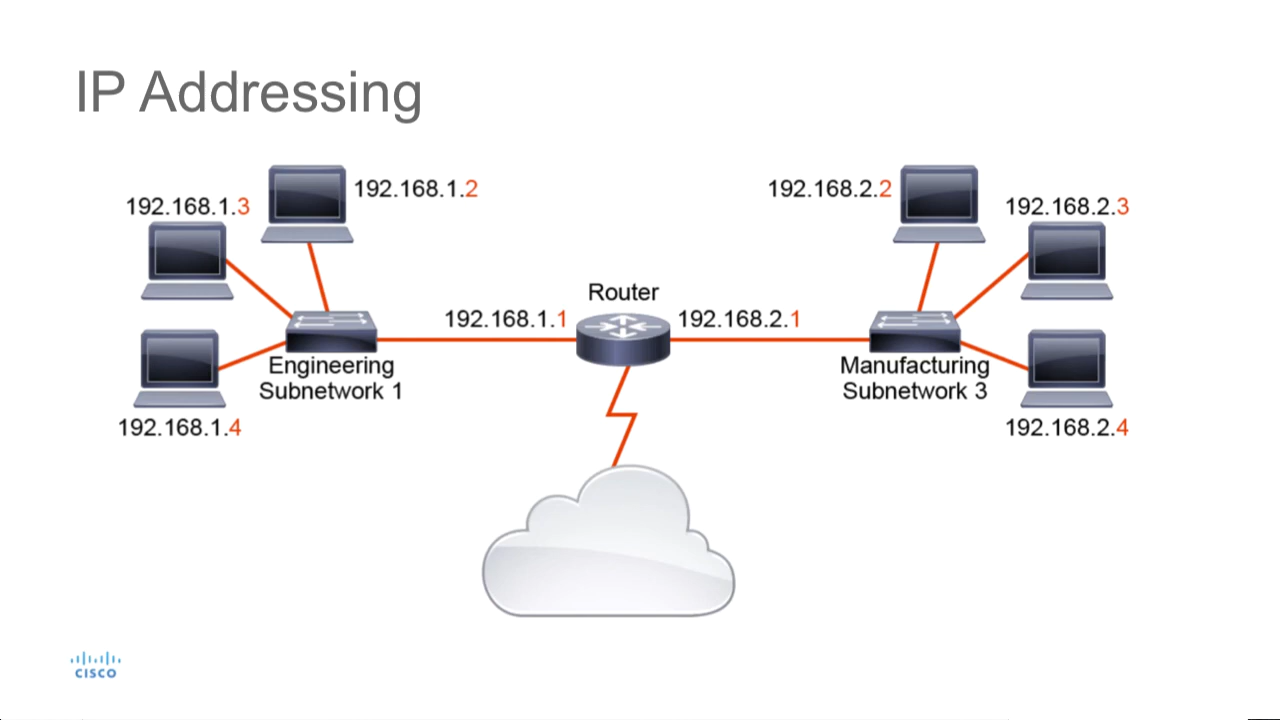 IP Addressing
192.168.1.2
192.168.1.3
192.168.2.2
192.168.2.3
Router
192.168.1.1
192.168.2.1
Engineering
Subnetwork 1
Manufacturing
Subnetwork 3
192.168.1.4
192.168.2.4
CISCO